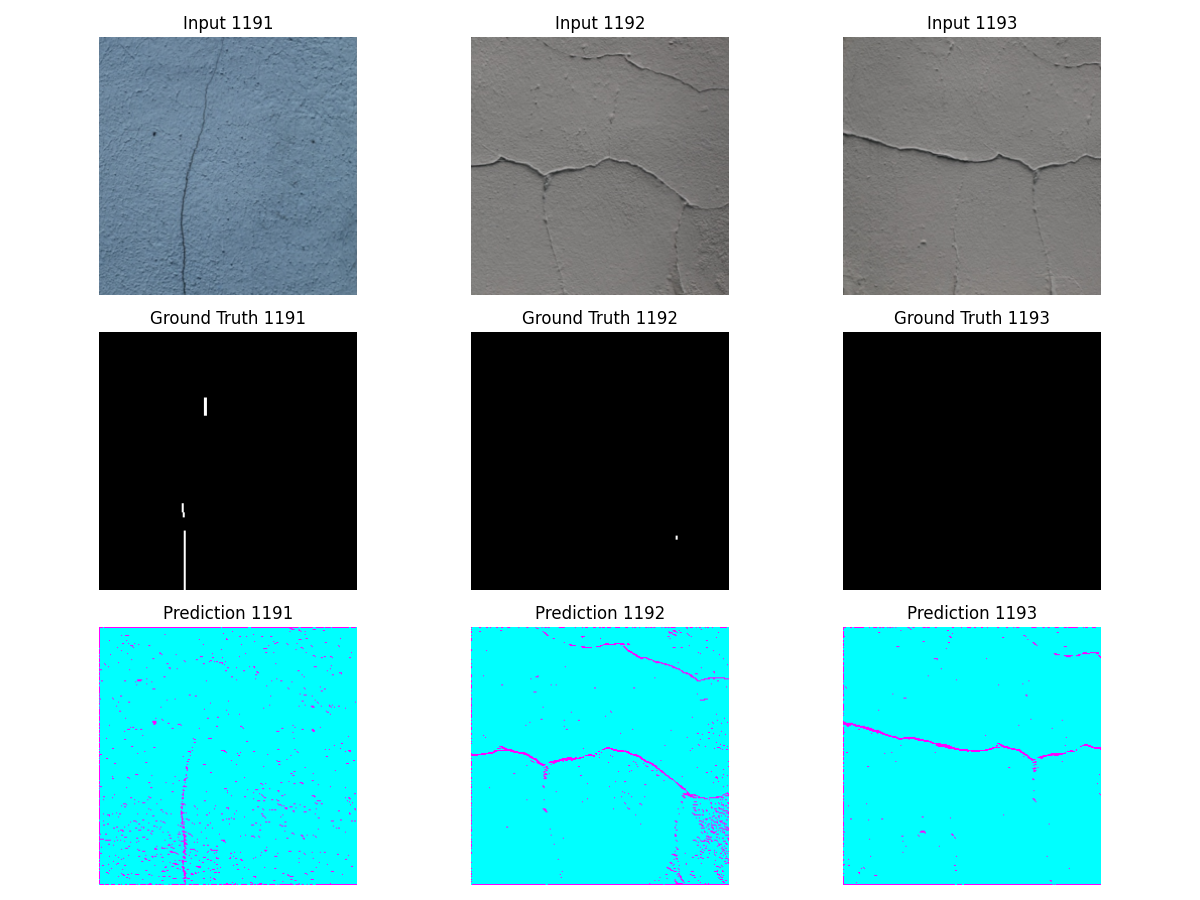 Input 1191
Input 1192
Input 1193
Ground Truth 1191
Ground Truth 1192
Ground Truth 1193
Prediction 1191
Prediction 1192
Prediction 1193